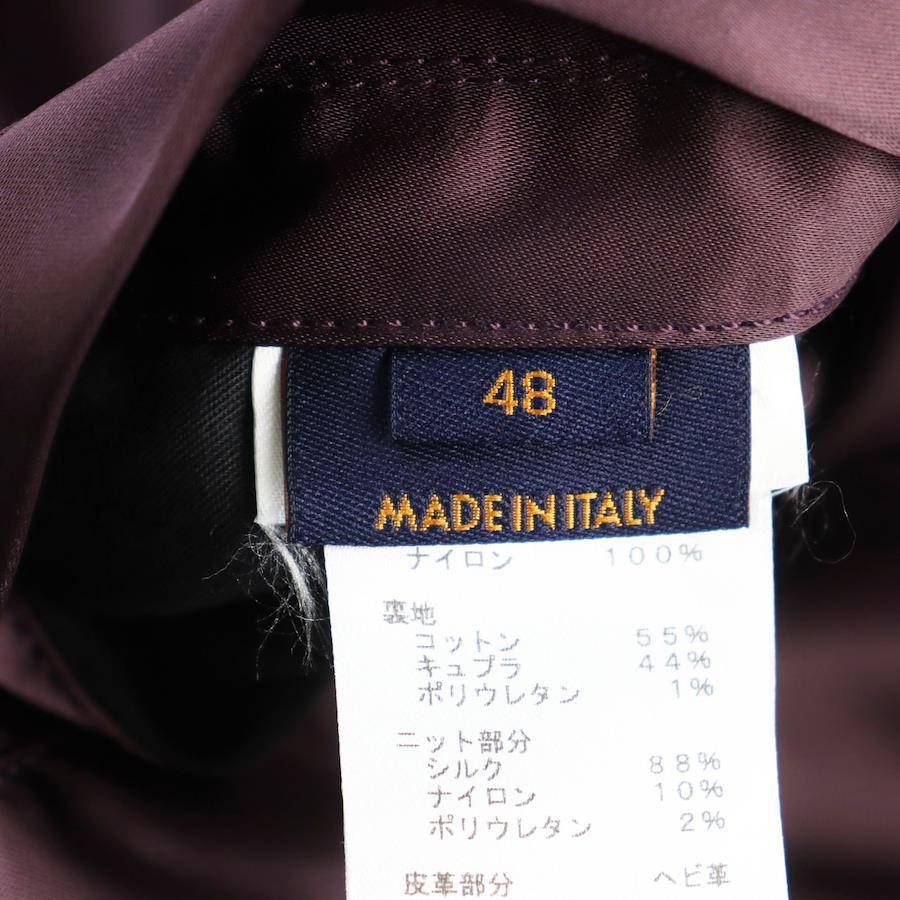 48
MADE IN ITALY
ナイロン 100%
裏地
コットン 55%
キュプラ 44%
ポリウレタン 1%
ニット部分
シルク 88%
ナイロン 10%
ポリウレタン 2%
皮革部分 ヘビ革